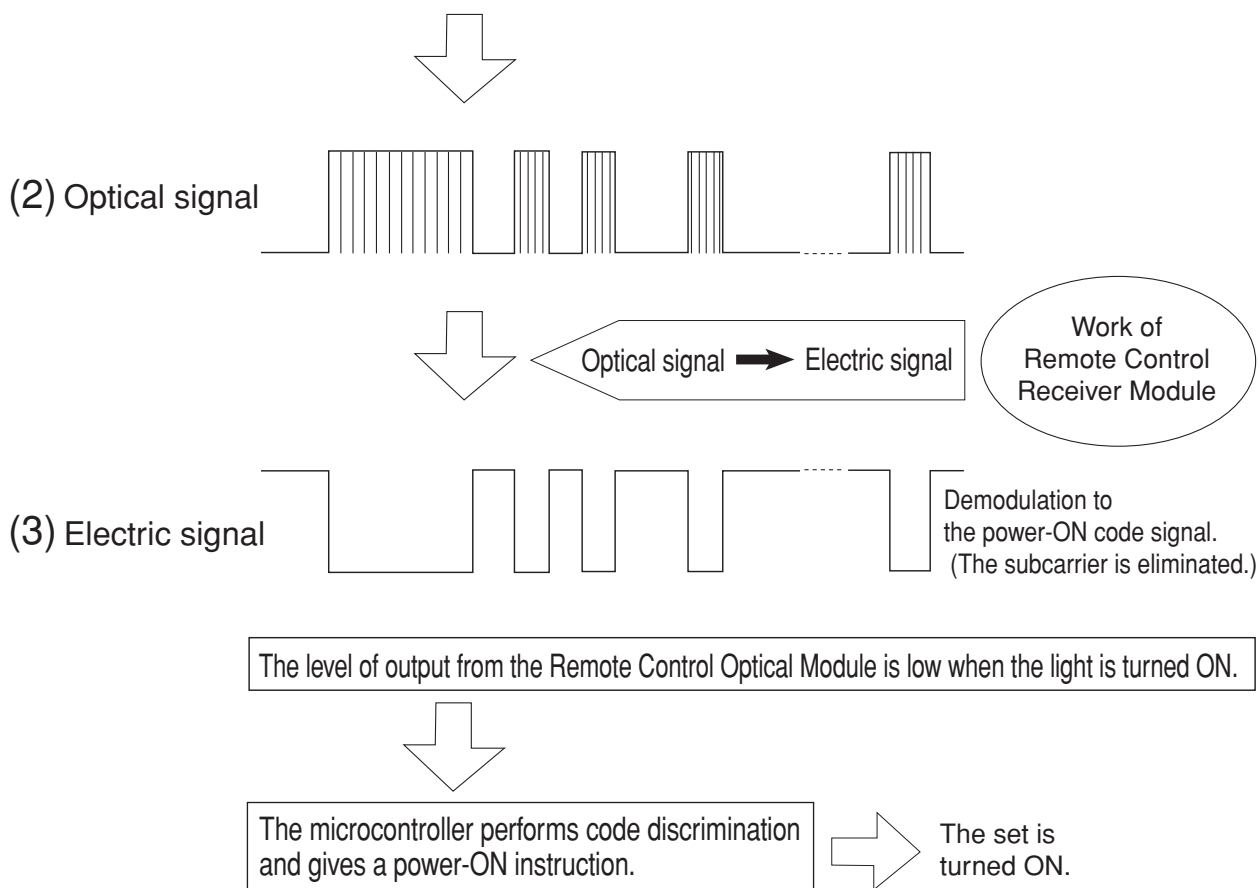 (2) Optical signal
Optical signal Electric signal
Work of
Remote Control
Receiver Module
(3) Electric signal
Demodulation to
the power-ON code signal.
(The subcarrier is eliminated.)
The level of output from the Remote Control Optical Module is low when the light is turned ON.
The microcontroller performs code discrimination
and gives a power-ON instruction.
The set is
turned ON.